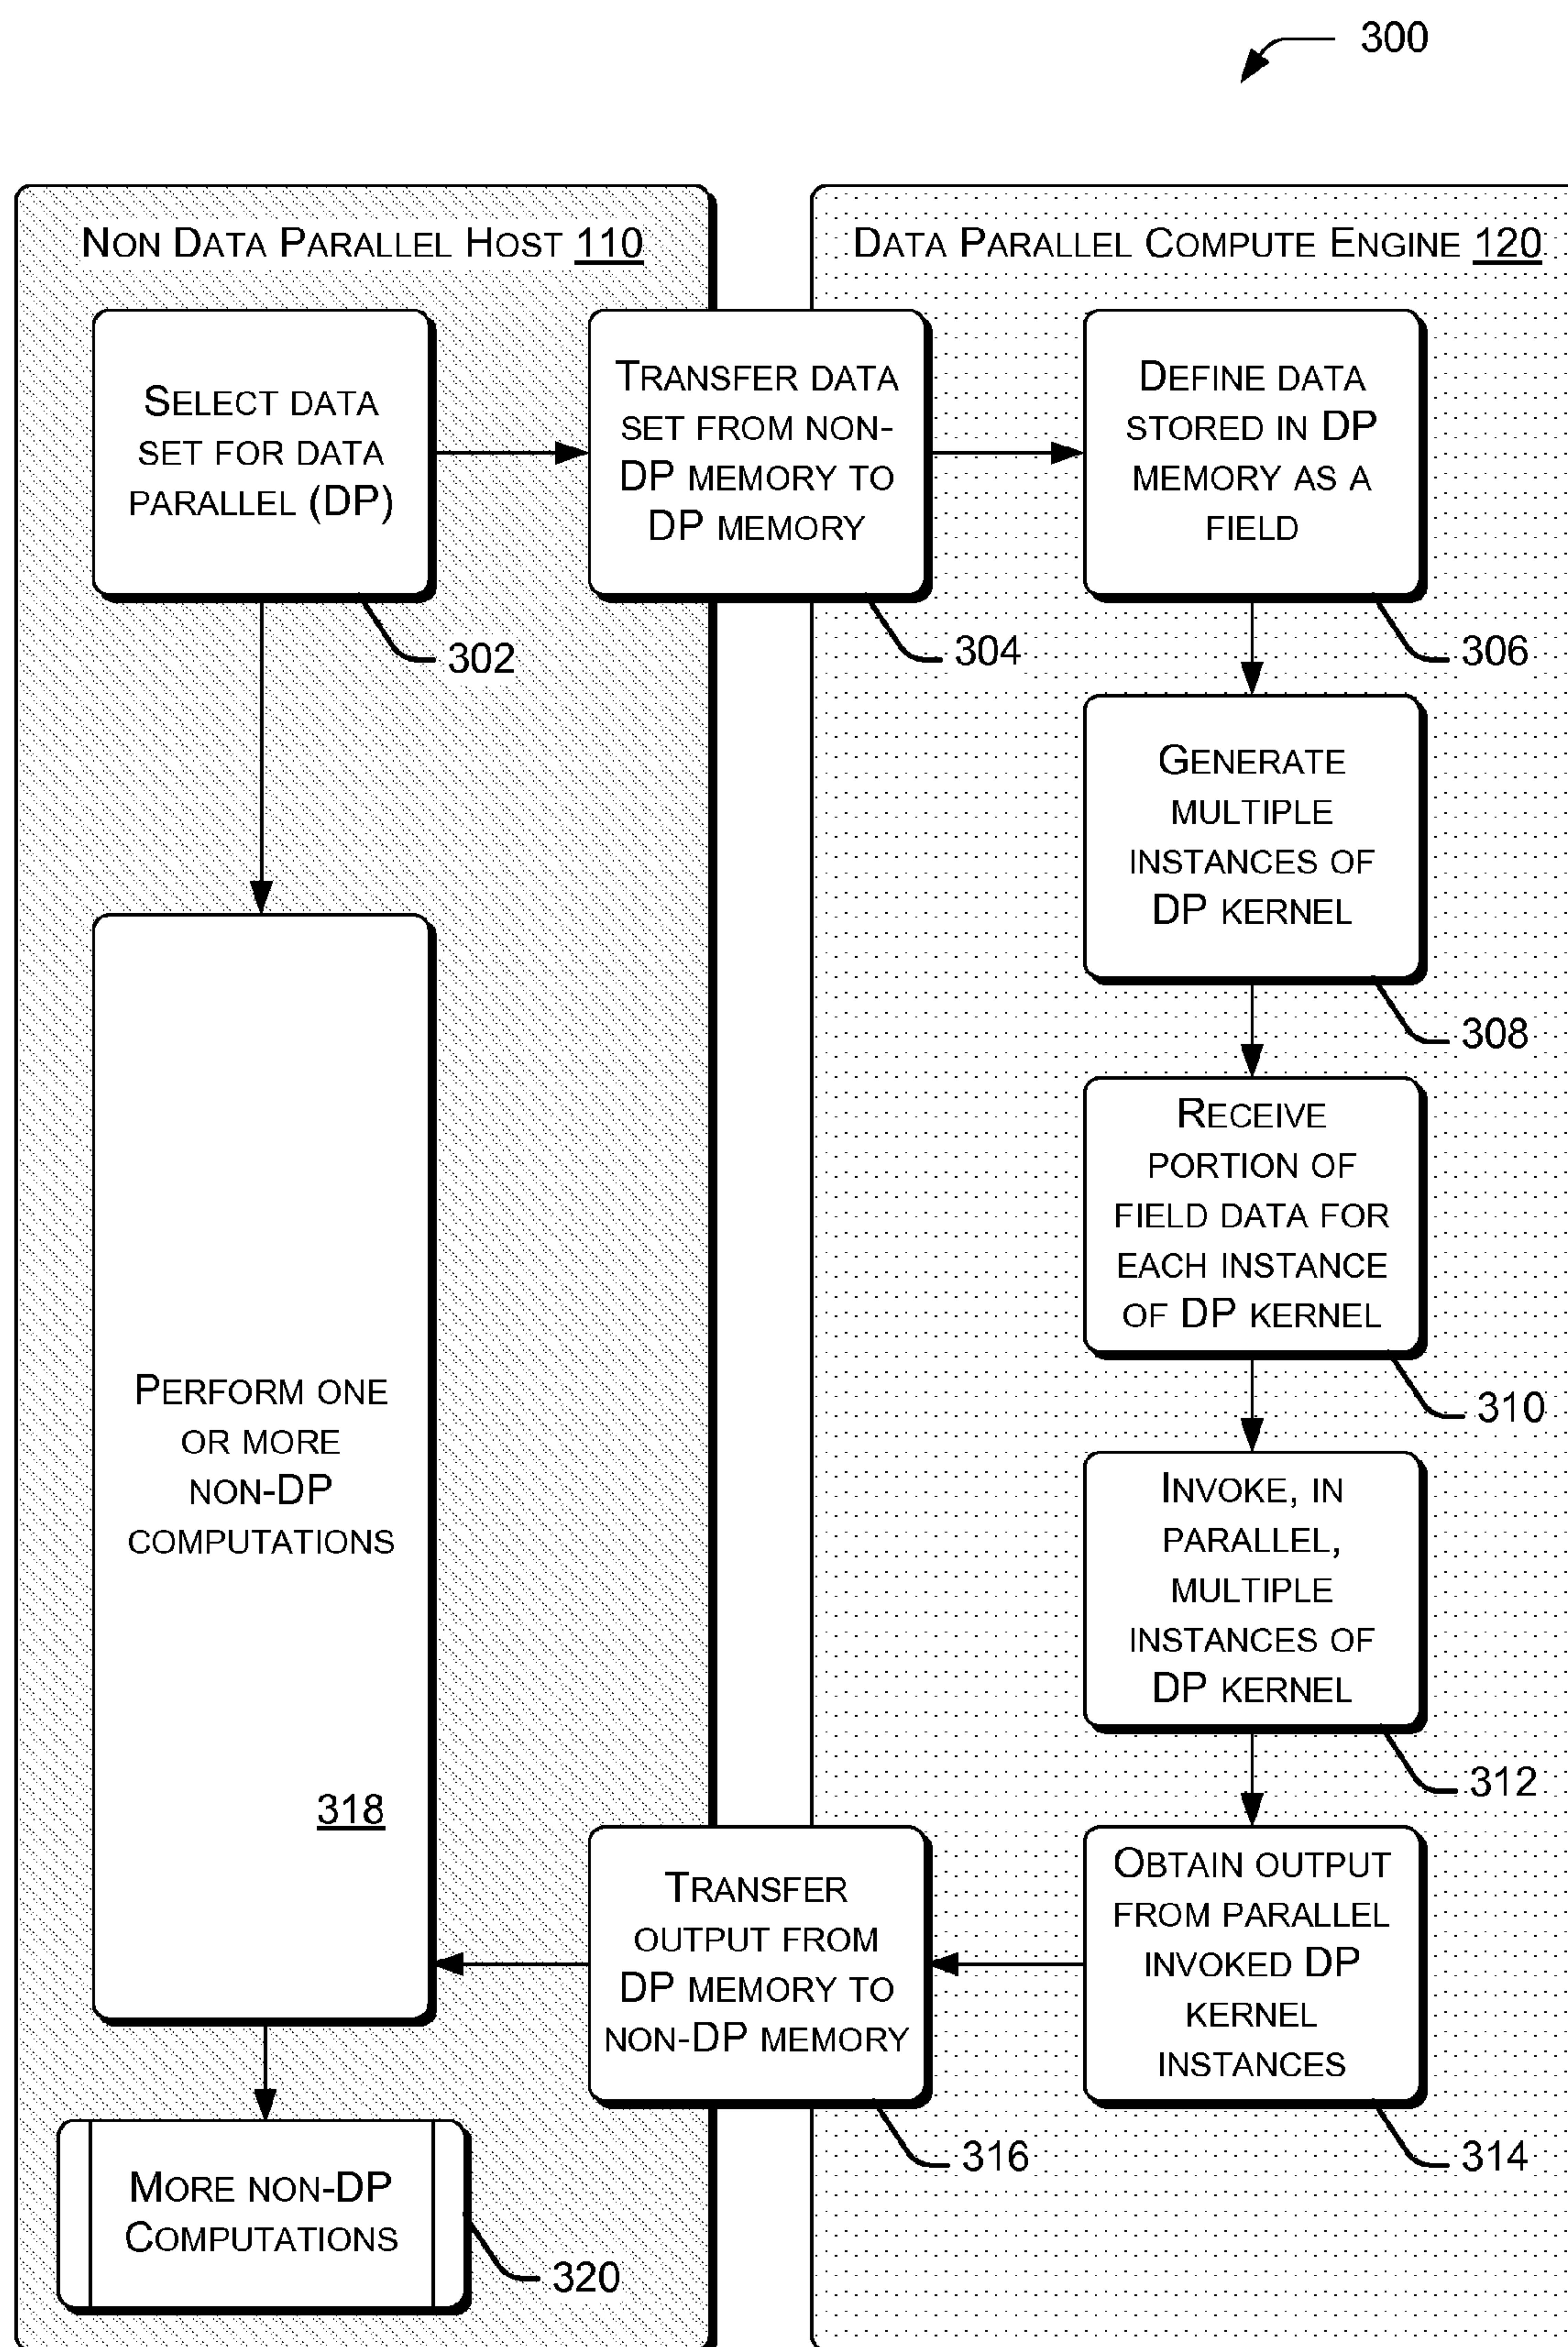 300
NON DATA PARALLEL HOST 110
DATA PARALLEL COMPUTE ENGINE 120
SELECT DATA
SET FOR DATA
PARALLEL (DP)
302
TRANSFER DATA
SET FROM NON-
DP MEMORY TO
DP MEMORY
304
DEFINE DATA
STORED IN DP
MEMORY AS A
FIELD
306
GENERATE
MULTIPLE
INSTANCES OF
DP KERNEL
308
RECEIVE
PORTION OF
FIELD DATA FOR
EACH INSTANCE
OF DP KERNEL
310
INVOKE, IN
PARALLEL,
MULTIPLE
INSTANCES OF
DP KERNEL
312
OBTAIN OUTPUT
FROM PARALLEL
INVOKED DP
KERNEL
INSTANCES
314
TRANSFER
OUTPUT FROM
DP MEMORY TO
NON-DP MEMORY
316
PERFORM ONE
OR MORE
NON-DP
COMPUTATIONS
318
MORE NON-DP
COMPUTATIONS
320